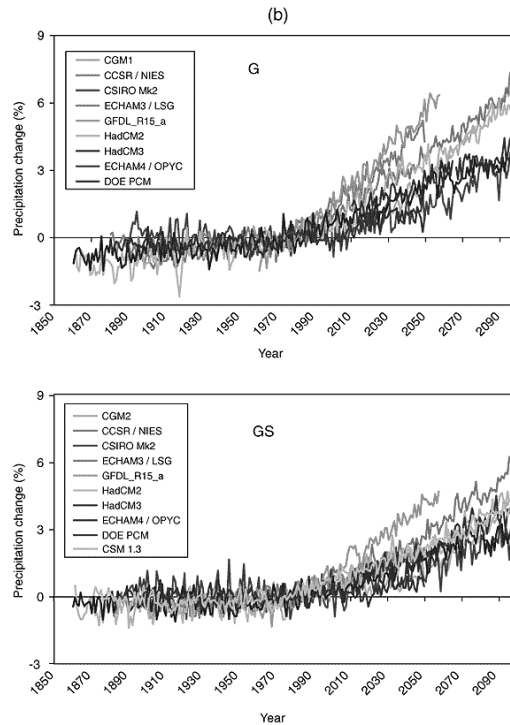 (b)
G
CGM1
CCSR / NIES
CSIRO Mk2
ECHAM3 / LSG
GFDL_R15_a
HadCM2
HadCM3
ECHAM4 / OPYC
DOE PCM
Precipitation change (%)
9
6
3
0
-3
1850 1870 1890 1910 1930 1950 1970 1990 2010 2030 2050 2070 2090
Year
GS
CGM2
CCSR / NIES
CSIRO Mk2
ECHAM3 / LSG
GFDL_R15_a
HadCM2
HadCM3
ECHAM4 / OPYC
DOE PCM
CSM 1.3
Precipitation change (%)
9
6
3
0
-3
1850 1870 1890 1910 1930 1950 1970 1990 2010 2030 2050 2070 2090
Year